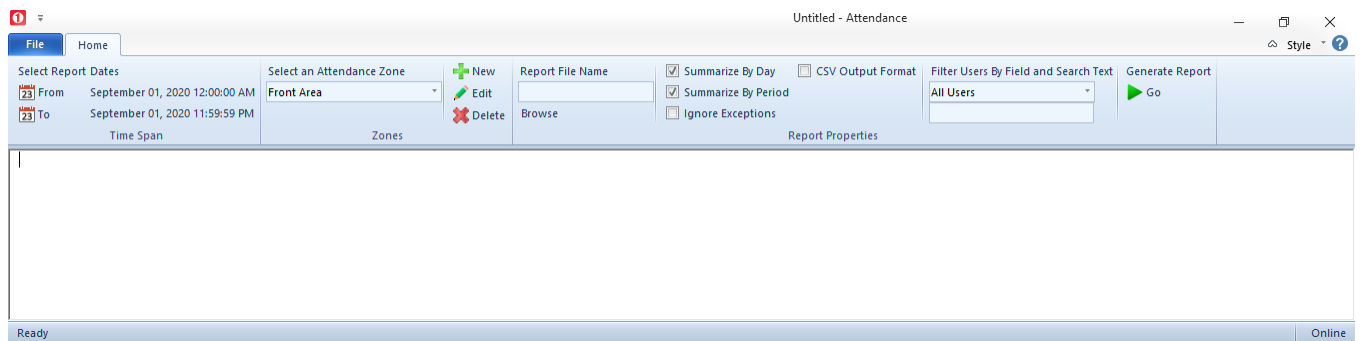 1
Untitled - Attendance
File
Home
Style
Select Report Dates
23 From September 01, 2020 12:00:00 AM
23 To September 01, 2020 11:59:59 PM
Time Span
Select an Attendance Zone
Front Area
New
Edit
Delete
Zones
Report File Name
Browse
Summarize By Day
Summarize By Period
Ignore Exceptions
CSV Output Format
Filter Users By Field and Search Text
All Users
Generate Report
Go
Report Properties
Ready
Online